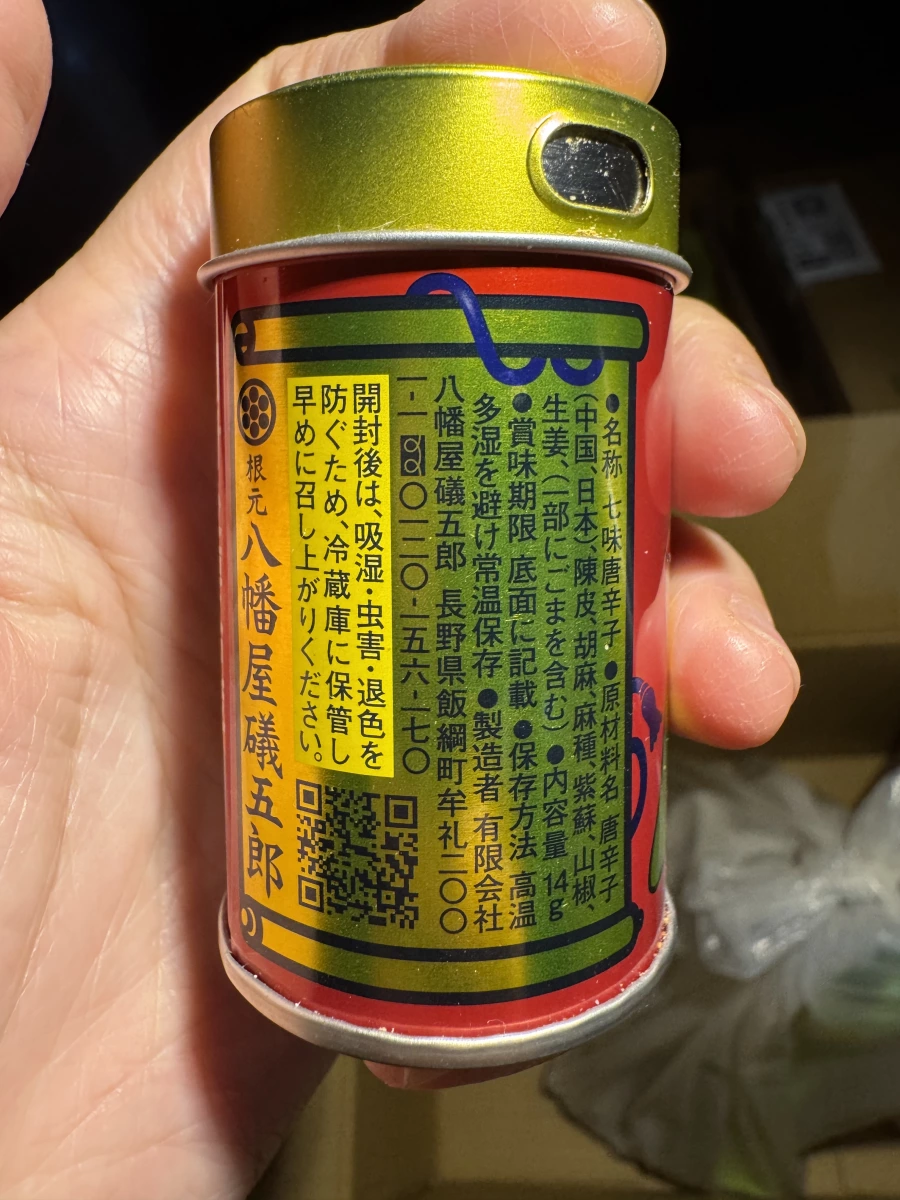 ●名称 七味唐辛子 ●原材料名 唐辛子
(中国、日本)、陳皮、胡麻、麻種、紫蘇、山椒、
生姜、(一部にごまを含む) ●内容量 14g
●賞味期限 底面に記載 ●保存方法 高温
多湿を避け常温保存 ●製造者 有限会社
八幡屋礒五郎 長野県飯綱町牟礼二〇〇
一-一 〇一二〇-二五六-一七〇
開封後は、吸湿・虫害・退色を
防ぐため、冷蔵庫に保管し
早めに召し上がりください。
根元 八幡屋礒五郎